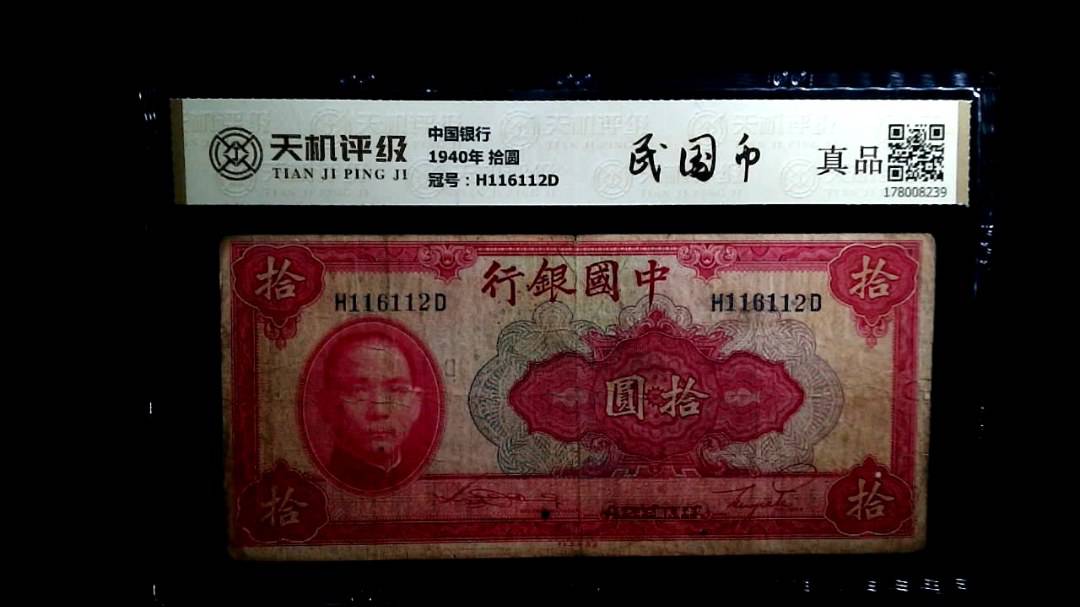 天机评级
TIAN JI PING JI
中国银行
1940年 拾圆
冠号：H116112D
民国币
真品
178008239
拾
行銀國中
拾
H116112D
H116112D
圓拾
拾
拾